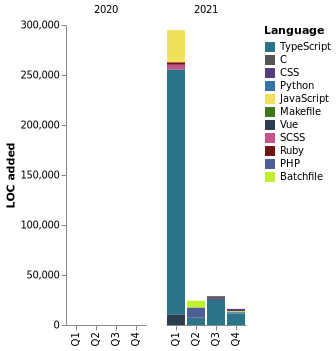 2020
2021
LOC added
300,000
250,000
200,000
150,000
100,000
50,000
0
Q1
Q2
Q3
Q4
Q1
Q2
Q3
Q4
Language
TypeScript
C
CSS
Python
JavaScript
Makefile
Vue
SCSS
Ruby
PHP
Batchfile